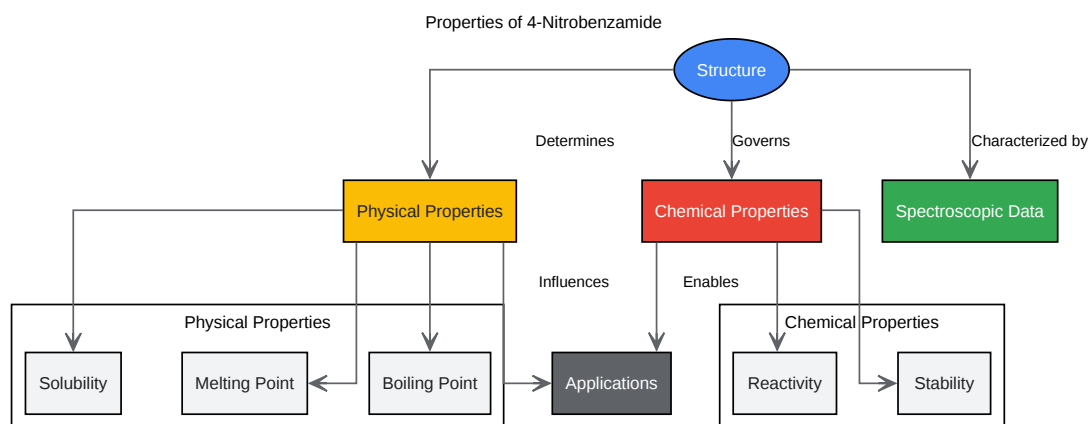 Properties of 4-Nitrobenzamide
Structure
Determines
Governs
Characterized by
Physical Properties
Chemical Properties
Spectroscopic Data
Influences
Enables
Physical Properties
Chemical Properties
Solubility
Melting Point
Boiling Point
Applications
Reactivity
Stability